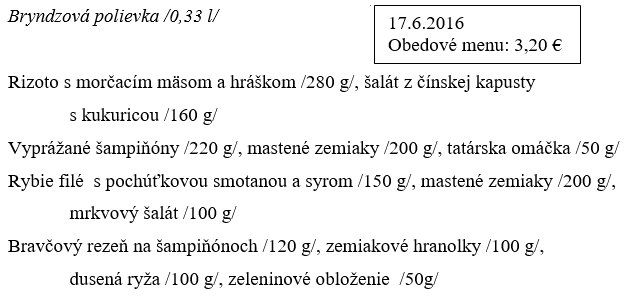 Bryndzová polievka /0,33 l/
17.6.2016
Obedové menu: 3,20 €
Rizoto s morčacím mäsom a hráškom /280 g/, šalát z čínskej kapusty
s kukuricou /160 g/
Vyprážané šampiňóny /220 g/, mastené zemiaky /200 g/, tatárska omáčka /50 g/
Rybie filé s pochúťkovou smotanou a syrom /150 g/, mastené zemiaky /200 g/,
mrkvový šalát /100 g/
Bravčový rezeň na šampiňónoch /120 g/, zemiakové hranolky /100 g/,
dusená ryža /100 g/, zeleninové obloženie /50g/